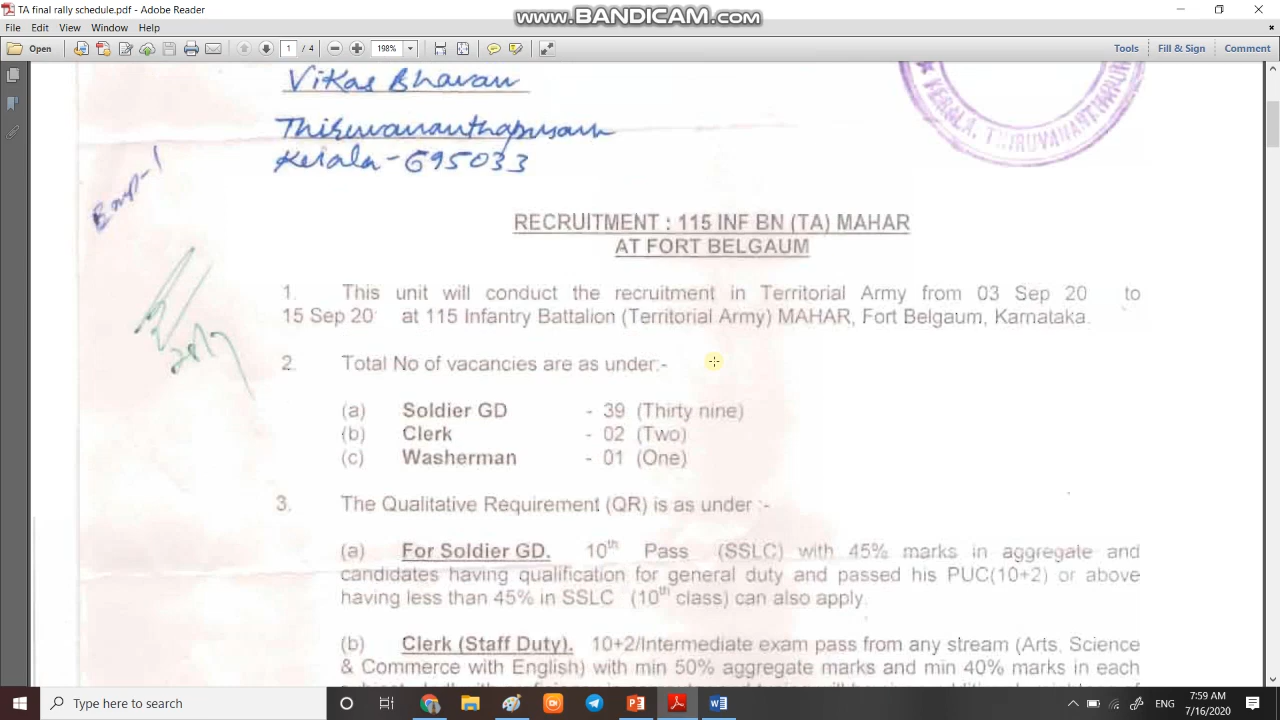 TA final rally schedule.pdf - Adobe Reader
WWW.BANDICAM.COM
File Edit View Window Help
Open 1 / 4 198% Tools Fill & Sign Comment
Vikas Bhavan
Thiruvananthapuram
Kerala - 695033
KERALA, THIRUVANANTHAPURAM
RECRUITMENT : 115 INF BN (TA) MAHAR
AT FORT BELGAUM
1. This unit will conduct the recruitment in Territorial Army from 03 Sep 20 to
15 Sep 20 at 115 Infantry Battalion (Territorial Army) MAHAR, Fort Belgaum, Karnataka.
2. Total No of vacancies are as under:-
(a) Soldier GD - 39 (Thirty nine)
(b) Clerk - 02 (Two)
(c) Washerman - 01 (One)
3. The Qualitative Requirement (QR) is as under :-
(a) For Soldier GD. 10th Pass (SSLC) with 45% marks in aggregate and
candidates having qualification for general duty and passed his PUC(10+2) or above
having less than 45% in SSLC (10th class) can also apply.
(b) Clerk (Staff Duty). 10+2/Intermediate exam pass from any stream (Arts, Science
& Commerce with English) with min 50% aggregate marks and min 40% marks in each
Type here to search
ENG
7:59 AM
7/16/2020